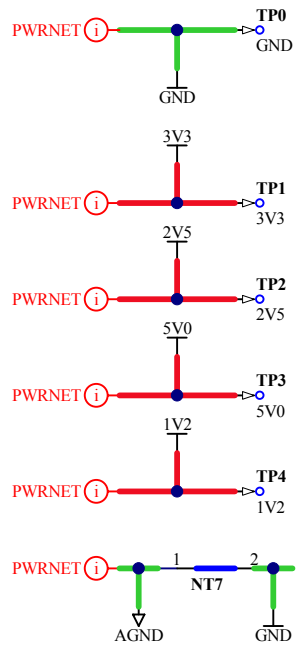 TP0
PWRNET i
GND
GND
3V3
TP1
PWRNET i
3V3
2V5
TP2
PWRNET i
2V5
5V0
TP3
PWRNET i
5V0
1V2
TP4
PWRNET i
1V2
PWRNET i
1 2
NT7
AGND GND